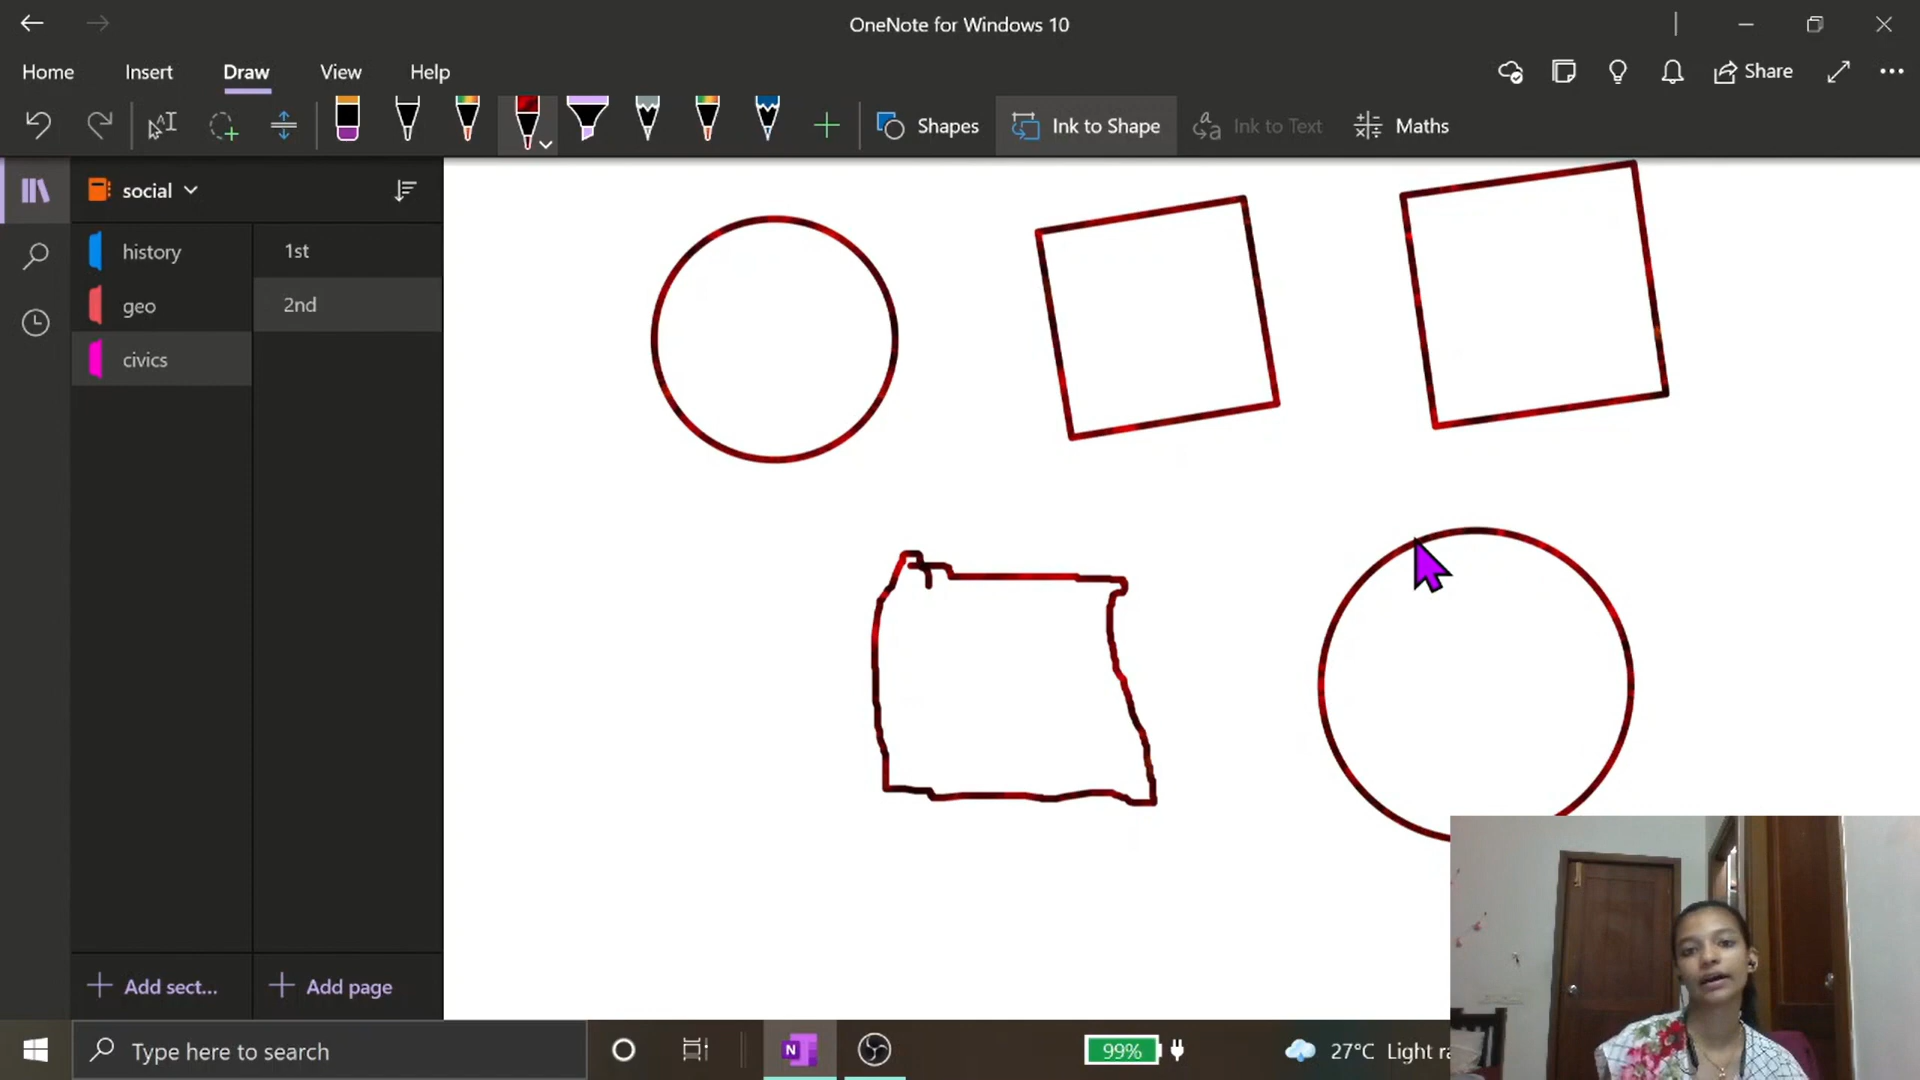 OneNote for Windows 10
Home Insert Draw View Help Share
Shapes Ink to Shape Ink to Text Maths
social
history 1st
geo 2nd
civics
Add sect... Add page
Type here to search 99% 27°C Light ra